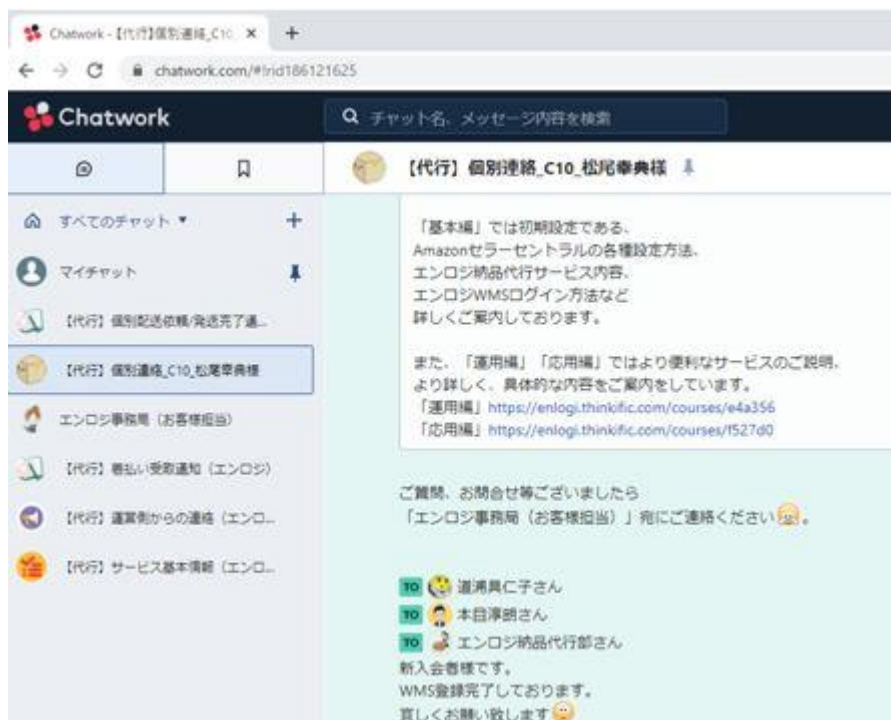 Chatwork - 【代行】個別連絡_C10
chatwork.com/#!rid186121625
Chatwork
チャット名、メッセージ内容を検索
【代行】個別連絡_C10_松尾幸典様
すべてのチャット
マイチャット
【代行】個別配送依頼/発送完了通...
【代行】個別連絡_C10_松尾幸典様
エンロジ事務局（お客様担当）
【代行】着払い受取通知（エンロジ）
【代行】運営側からの連絡（エンロ...
【代行】サービス基本情報（エンロ...
「基本編」では初期設定である、
Amazonセラーセントラルの各種設定方法、
エンロジ納品代行サービス内容、
エンロジWMSログイン方法など
詳しくご案内しております。
また、「運用編」「応用編」ではより便利なサービスのご説明、
より詳しく、具体的な内容をご案内をしています。
「運用編」https://enlogi.thinkific.com/courses/e4a356
「応用編」https://enlogi.thinkific.com/courses/f527d0
ご質問、お問合せ等ございましたら
「エンロジ事務局（お客様担当）」宛にご連絡ください。
TO 道浦真仁子さん
TO 本目淳朗さん
TO エンロジ納品代行部さん
新入会者様です。
WMS登録完了しております。
宜しくお願い致します